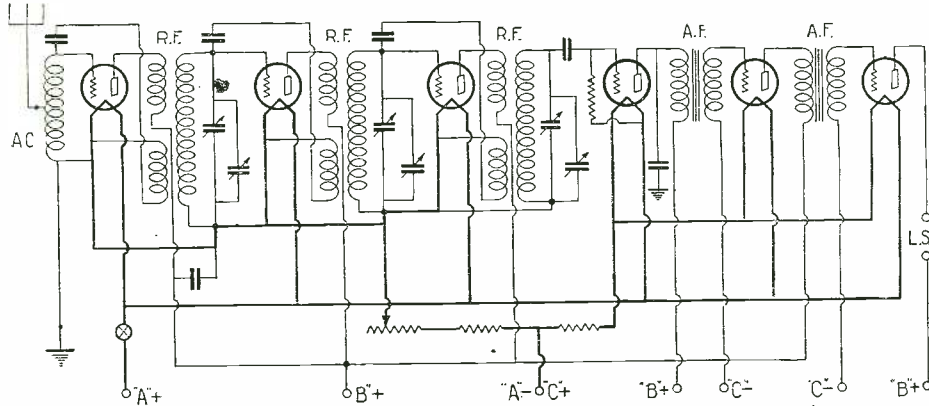 R.F. R.F. R.F. A.F. A.F.
AC
L.S.
"A"+ B"+ "A"- "C"+ "B"+ "C"- "C"- "B"+